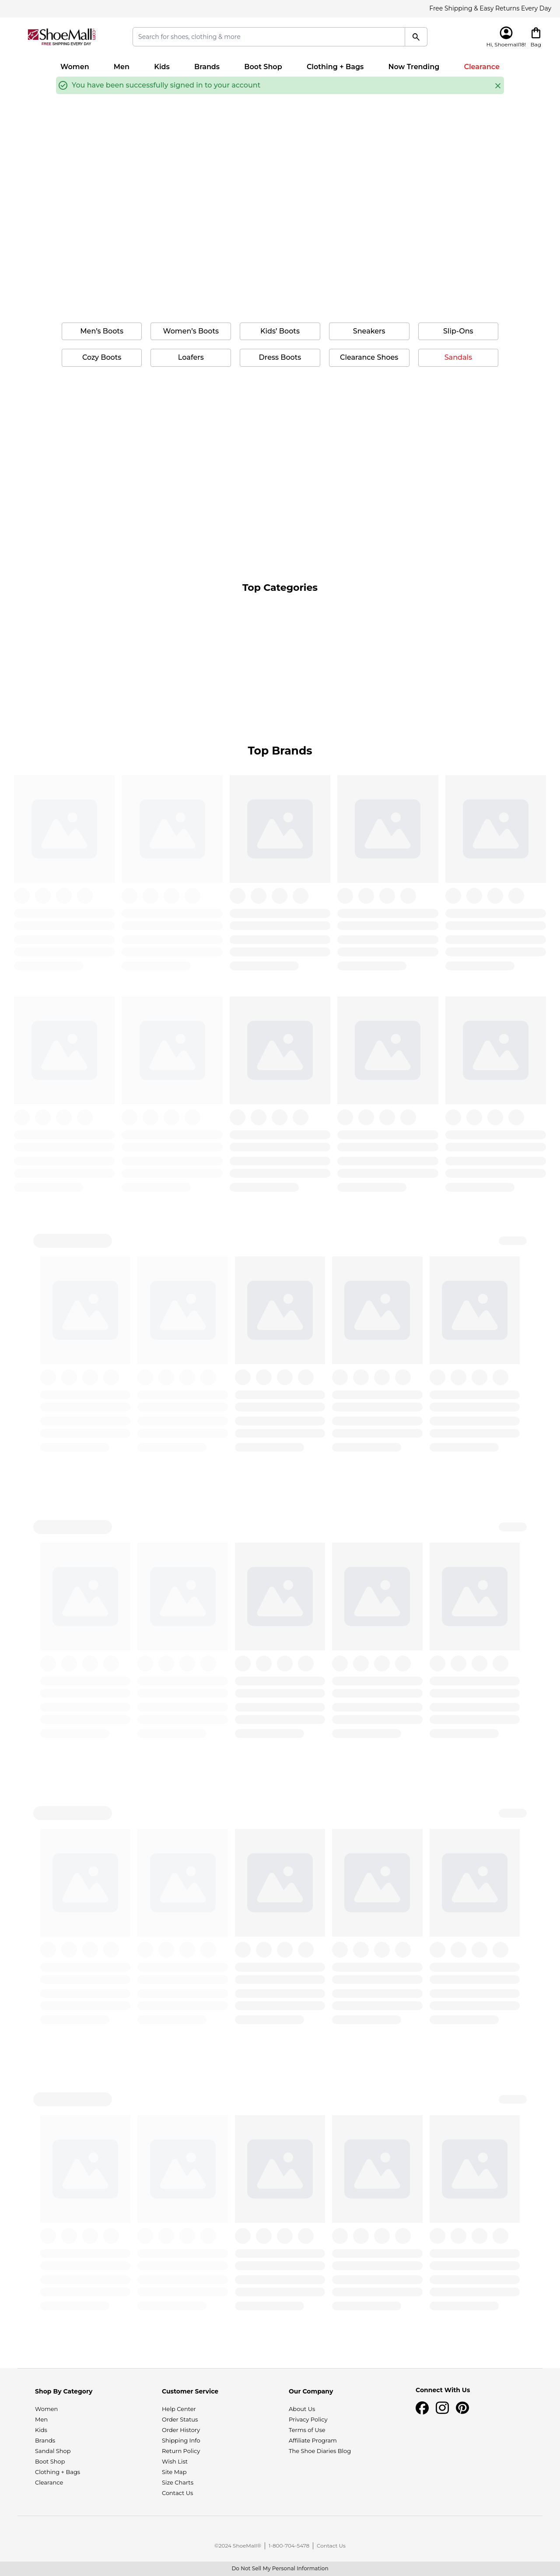 Free Shipping & Easy Returns Every Day
ShoeMall
FREE SHIPPING EVERY DAY
Search for shoes, clothing & more
Hi, Shoemall18!
Bag
Women Men Kids Brands Boot Shop Clothing + Bags Now Trending Clearance
You have been successfully signed in to your account
Men's Boots Women's Boots Kids' Boots Sneakers Slip-Ons
Cozy Boots Loafers Dress Boots Clearance Shoes Sandals
Top Categories
Top Brands
Shop By Category
Women
Men
Kids
Brands
Sandal Shop
Boot Shop
Clothing + Bags
Clearance
Customer Service
Help Center
Order Status
Order History
Shipping Info
Return Policy
Wish List
Site Map
Size Charts
Contact Us
Our Company
About Us
Privacy Policy
Terms of Use
Affiliate Program
The Shoe Diaries Blog
Connect With Us
©2024 ShoeMall® | 1-800-704-5478 | Contact Us
Do Not Sell My Personal Information